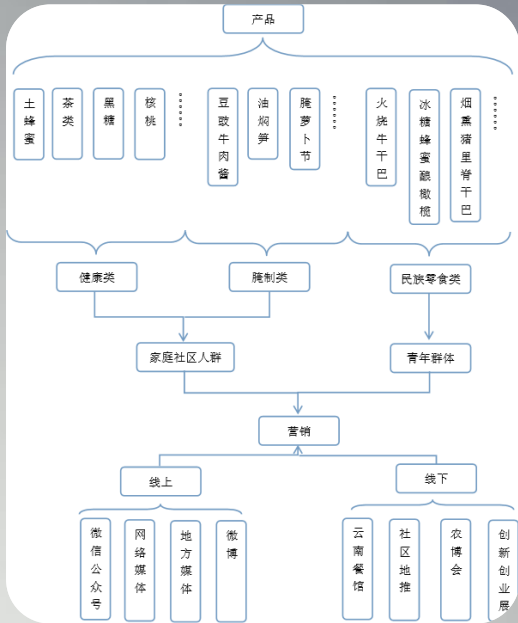 产品
土蜂蜜
茶类
黑糖
核桃
……
豆豉牛肉酱
油焖笋
腌萝卜节
……
火烧牛干巴
冰糖蜂蜜酿橄榄
烟熏猪里脊干巴
……
健康类
腌制类
民族零食类
家庭社区人群
青年群体
营销
线上
线下
微信公众号
网络媒体
地方媒体
微博
云南餐馆
社区地推
农博会
创新创业展